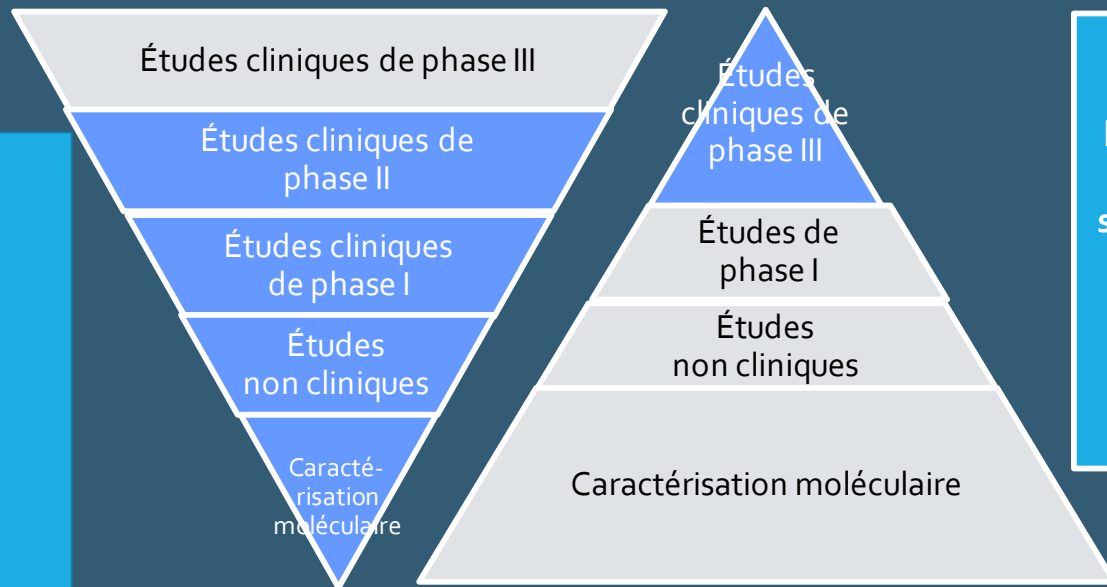 Études cliniques de phase III
Études cliniques de
phase II
Études cliniques
de phase I
Études
non cliniques
Caracté-
risation
moléculaire
Études
cliniques de
phase III
Études de
phase I
Études
non cliniques
Caractérisation moléculaire